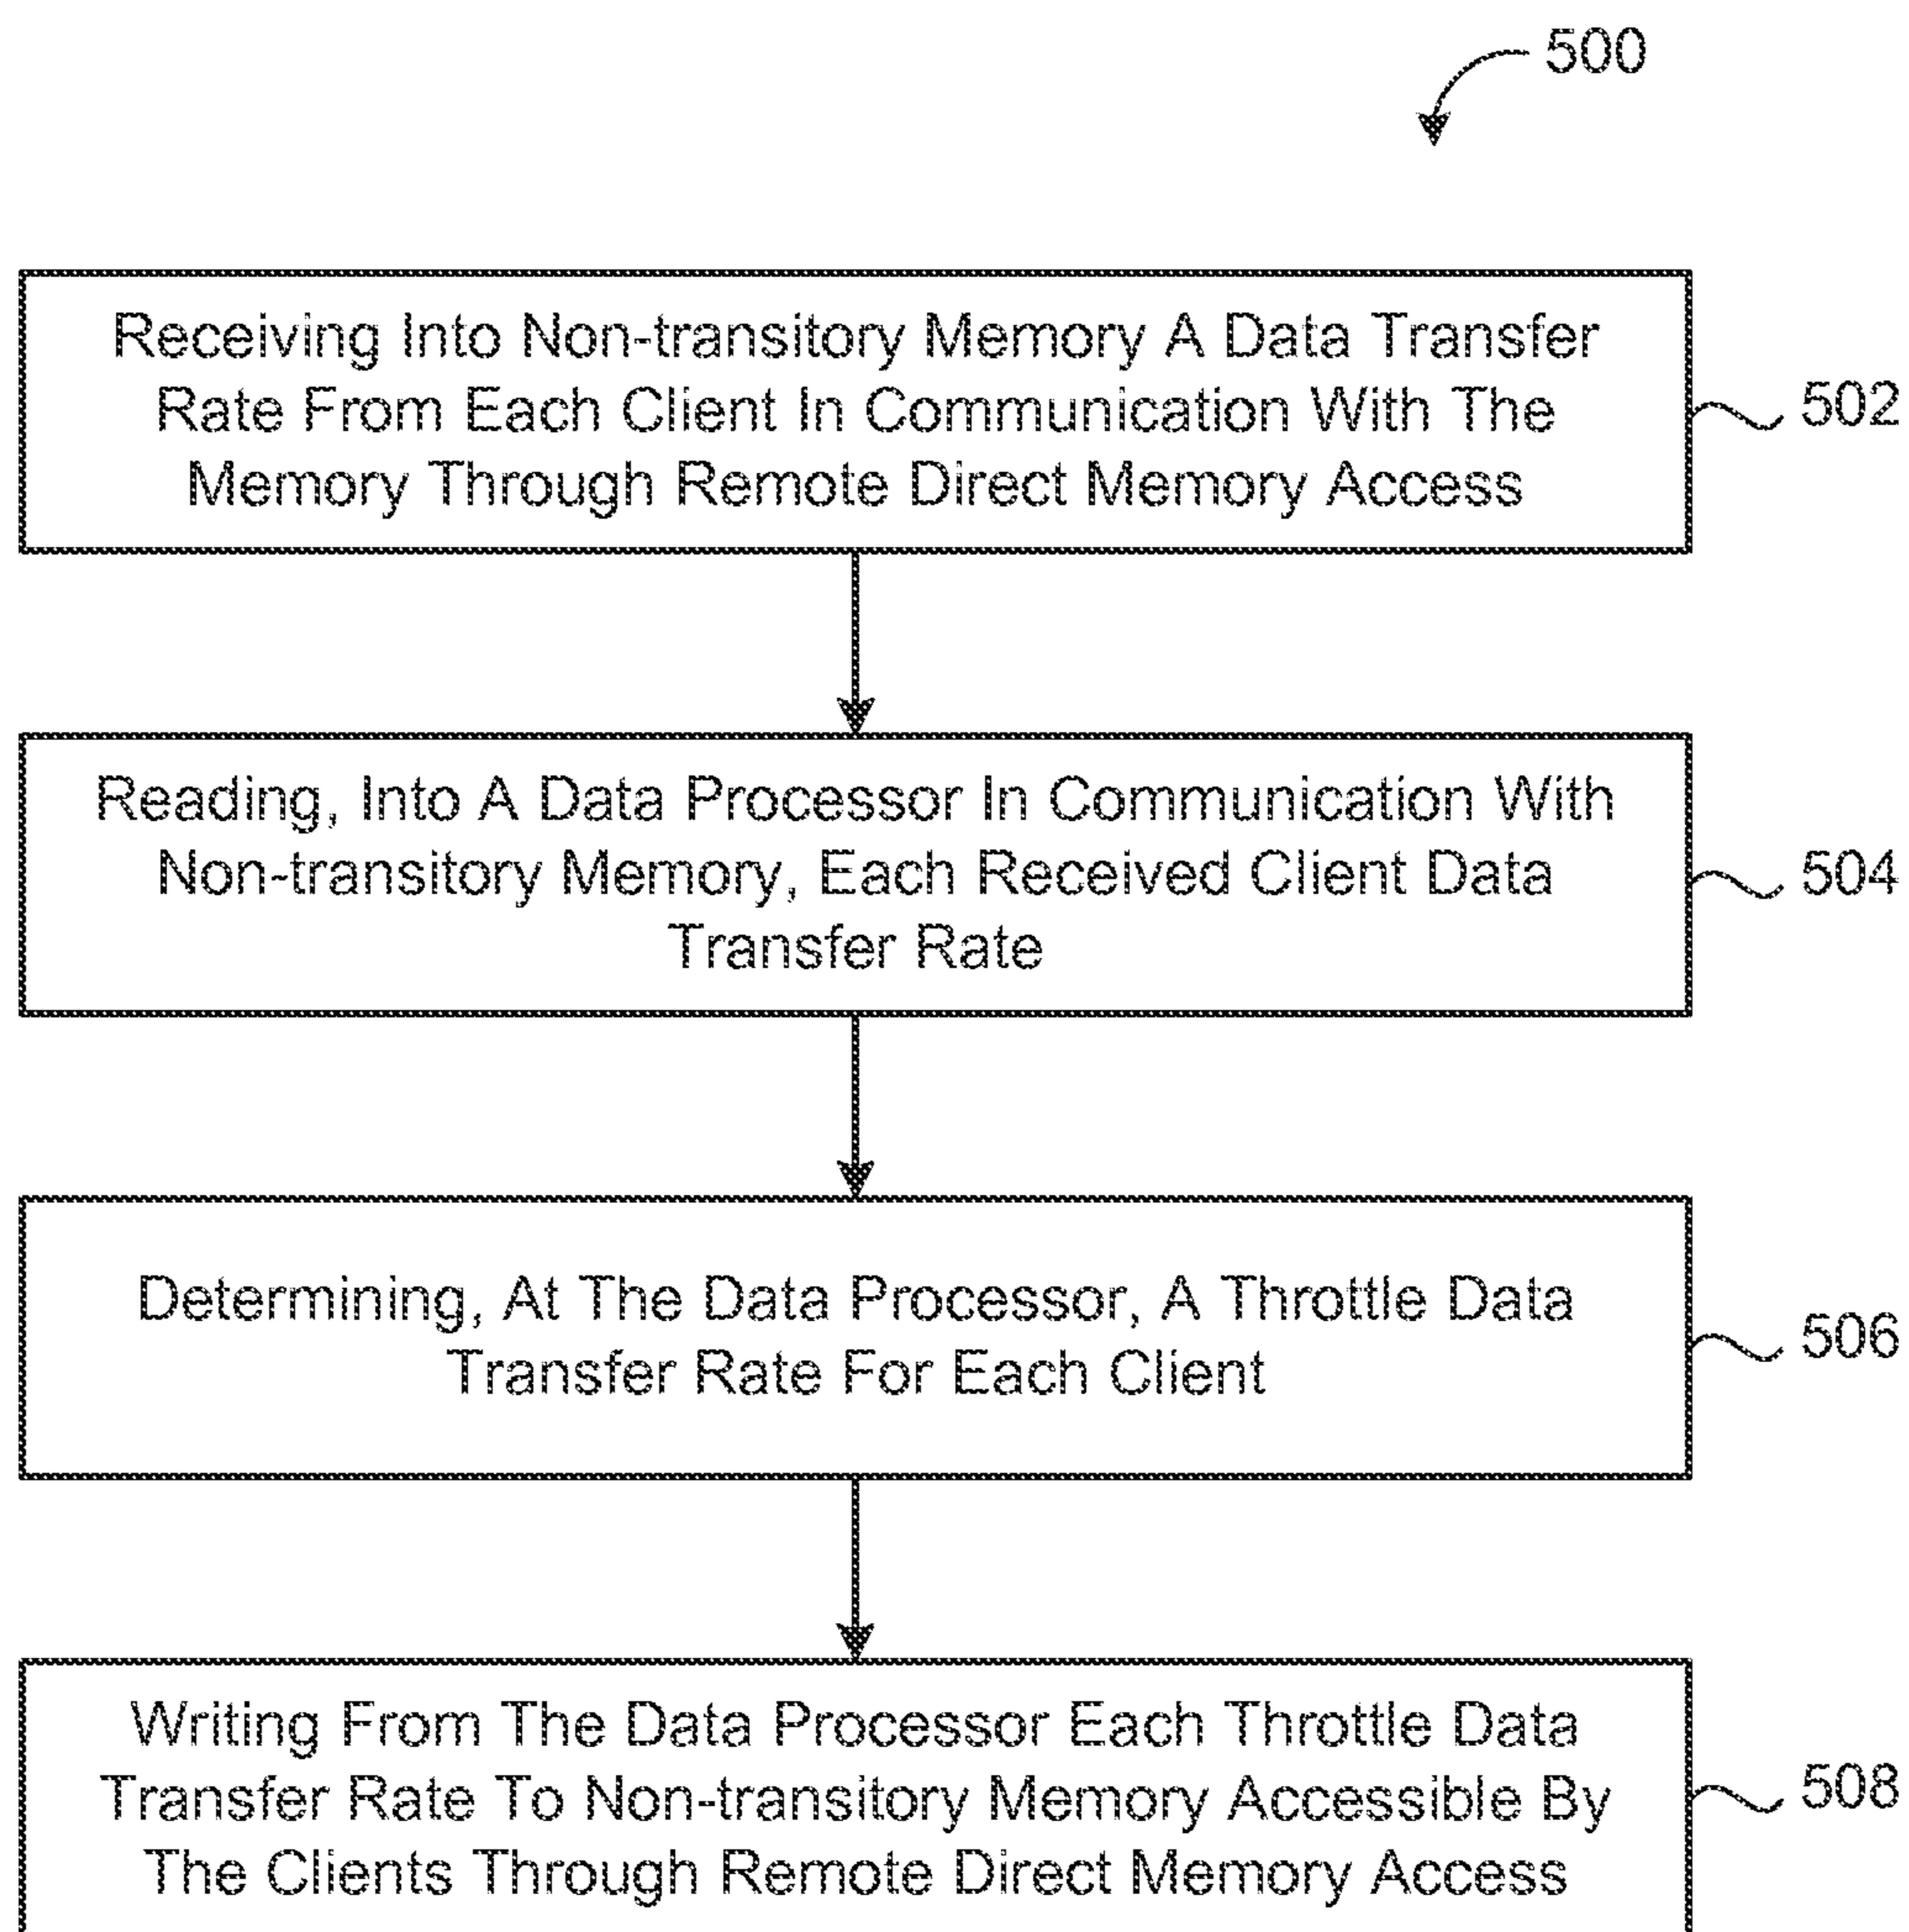 500
Receiving Into Non-transitory Memory A Data Transfer
Rate From Each Client In Communication With The
Memory Through Remote Direct Memory Access
502
Reading, Into A Data Processor In Communication With
Non-transitory Memory, Each Received Client Data
Transfer Rate
504
Determining, At The Data Processor, A Throttle Data
Transfer Rate For Each Client
506
Writing From The Data Processor Each Throttle Data
Transfer Rate To Non-transitory Memory Accessible By
The Clients Through Remote Direct Memory Access
508